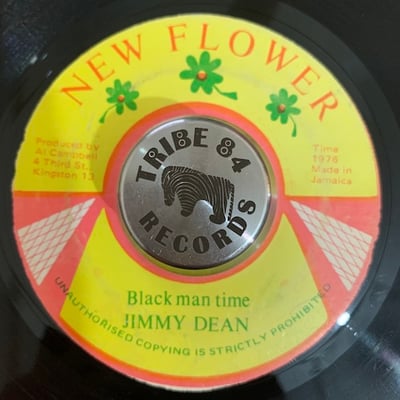 NEW FLOWER
Produced by
Al Campbell
4 Third St.
Kingston 13
Time
1976
Made in
Jamaica
TRIBE 84
RECORDS
Black man time
JIMMY DEAN
UNAUTHORISED COPYING IS STRICTLY PROHIBITED